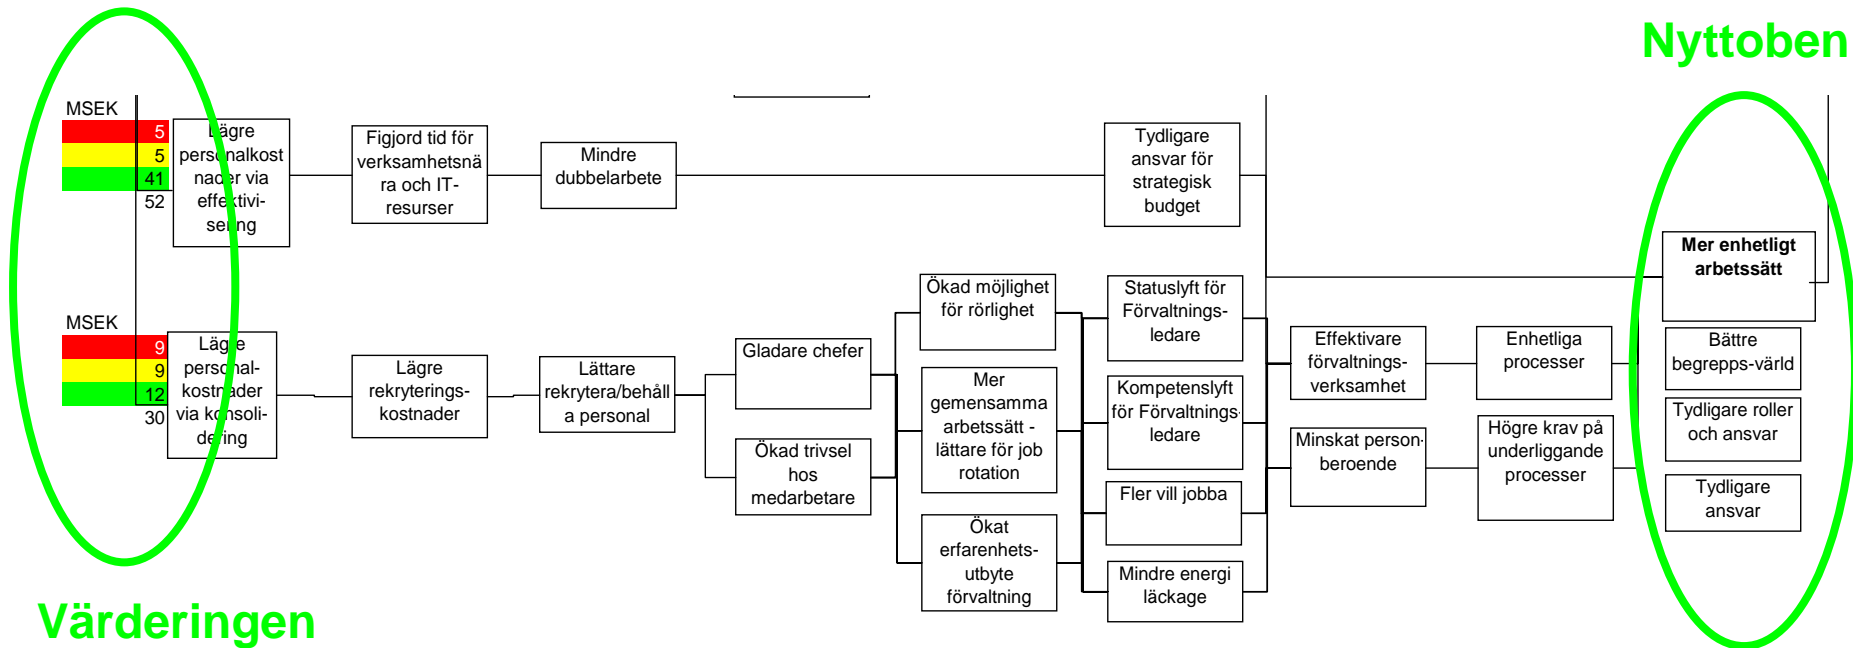 Nyttoben
MSEK
5
5
41
52
Lägre
personalkost
nader via
effektivi-
sering
Figjord tid för
verksamhetsnä
ra och IT-
resurser
Mindre
dubbelarbete
Tydligare
ansvar för
strategisk
budget
Mer enhetligt
arbetssätt
MSEK
9
9
12
30
Lägre
personal-
kostnader
via konsoli-
dering
Lägre
rekryterings-
kostnader
Lättare
rekrytera/behåll
a personal
Gladare chefer
Ökad trivsel
hos
medarbetare
Ökad möjlighet
för rörlighet
Mer
gemensamma
arbetssätt -
lättare för job
rotation
Ökat
erfarenhets-
utbyte
förvaltning
Statuslyft för
Förvaltnings-
ledare
Kompetenslyft
för Förvaltnings-
ledare
Fler vill jobba
Mindre energi
läckage
Effektivare
förvaltnings-
verksamhet
Minskat person-
beroende
Enhetliga
processer
Högre krav på
underliggande
processer
Bättre
begrepps-värld
Tydligare roller
och ansvar
Tydligare
ansvar
Värderingen